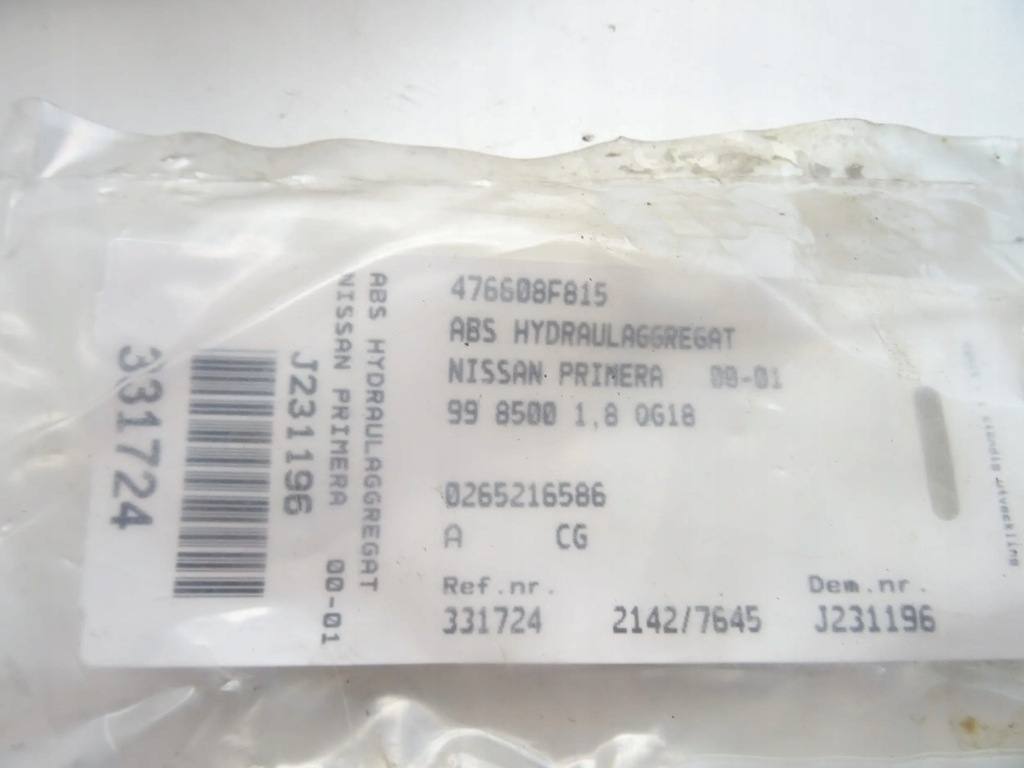 476608F815
ABS HYDRAULAGGREGAT
NISSAN PRIMERA 00-01
99 8500 1,8 QG18
0265216586
A CG
Ref.nr. Dem.nr.
331724 2142/7645 J231196
ABS HYDRAULAGGREGAT
NISSAN PRIMERA 00-01
J231196
331724